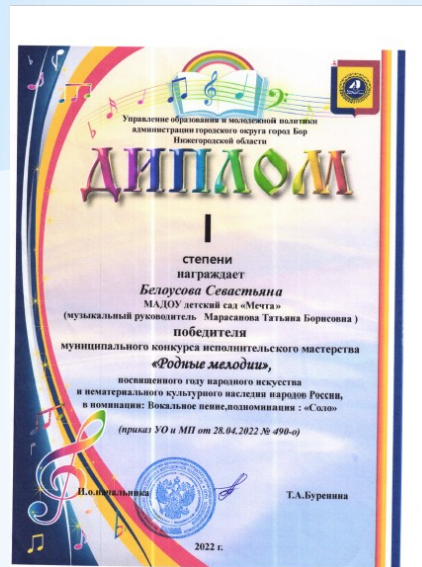 Управление образования и молодежной политики
администрации городского округа город Бор
Нижегородской области
ДИПЛОМ
I
степени
награждает
Белоусова Севастьяна
МАДОУ детский сад «Мечта»
(музыкальный руководитель Марасанова Татьяна Борисовна )
победителя
муниципального конкурса исполнительского мастерства
«Родные мелодии»,
посвященного году народного искусства
и нематериального культурного наследия народов России,
в номинации: Вокальное пение,подноминация : «Соло»
(приказ УО и МП от 28.04.2022 № 490-о)
И.о.начальника Т.А.Буренина
2022 г.